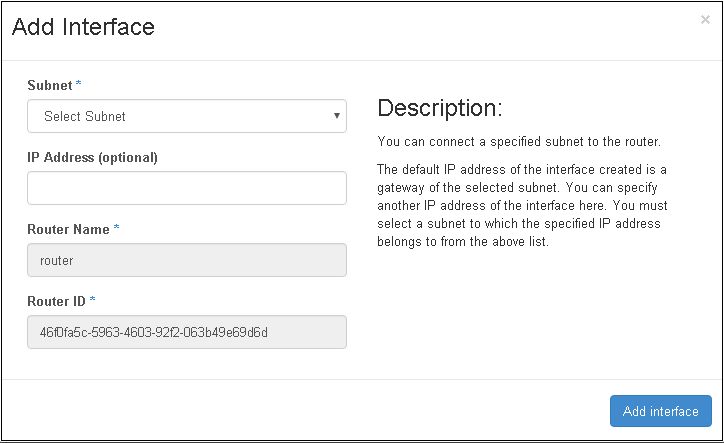 Add Interface
×
Subnet *
Select Subnet
IP Address (optional)
Router Name *
router
Router ID *
46f0fa5c-5963-4603-92f2-063b49e69d6d
Description:
You can connect a specified subnet to the router.
The default IP address of the interface created is a
gateway of the selected subnet. You can specify
another IP address of the interface here. You must
select a subnet to which the specified IP address
belongs to from the above list.
Add interface